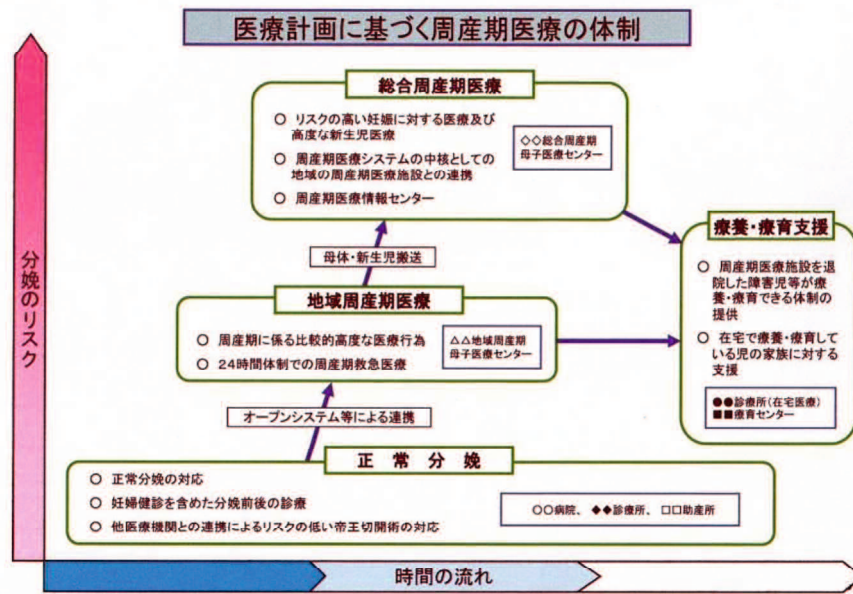 医療計画に基づく周産期医療の体制
分娩のリスク
総合周産期医療
○ リスクの高い妊娠に対する医療及び
高度な新生児医療
○ 周産期医療システムの中核としての
地域の周産期医療施設との連携
○ 周産期医療情報センター
◇◇総合周産期
母子医療センター
母体・新生児搬送
地域周産期医療
○ 周産期に係る比較的高度な医療行為
○ 24時間体制での周産期救急医療
△△地域周産期
母子医療センター
オープンシステム等による連携
正常分娩
○ 正常分娩の対応
○ 妊婦健診を含めた分娩前後の診療
○ 他医療機関との連携によるリスクの低い帝王切開術の対応
○○病院、 ◆◆診療所、 □□助産所
療養・療育支援
○ 周産期医療施設を退
院した障害児等が療
養・療育できる体制の
提供
○ 在宅で療養・療育して
いる児の家族に対する
支援
●●診療所(在宅医療)
■■療育センター
時間の流れ